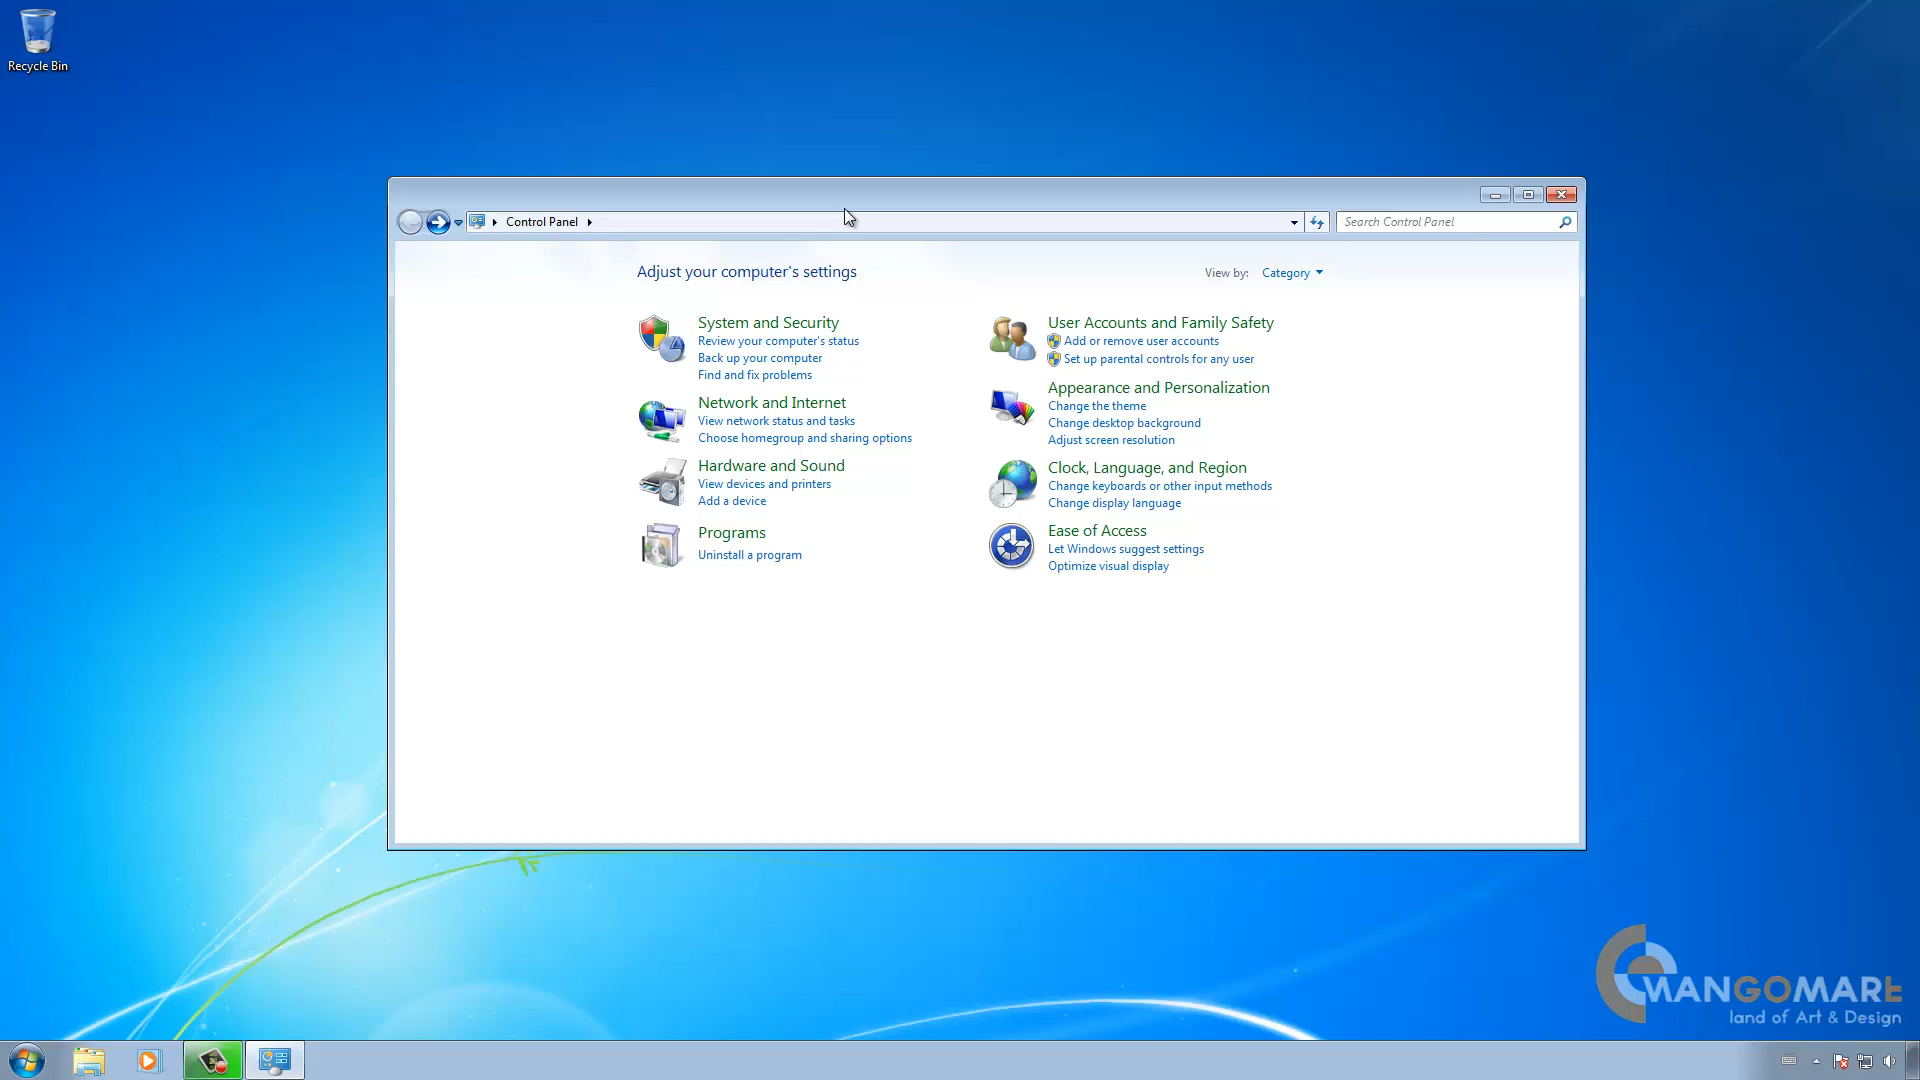 Recycle Bin
Control Panel
Search Control Panel
Adjust your computer's settings
View by: Category
System and Security
Review your computer's status
Back up your computer
Find and fix problems
Network and Internet
View network status and tasks
Choose homegroup and sharing options
Hardware and Sound
View devices and printers
Add a device
Programs
Uninstall a program
User Accounts and Family Safety
Add or remove user accounts
Set up parental controls for any user
Appearance and Personalization
Change the theme
Change desktop background
Adjust screen resolution
Clock, Language, and Region
Change keyboards or other input methods
Change display language
Ease of Access
Let Windows suggest settings
Optimize visual display
MANGOMARE
land of Art & Design